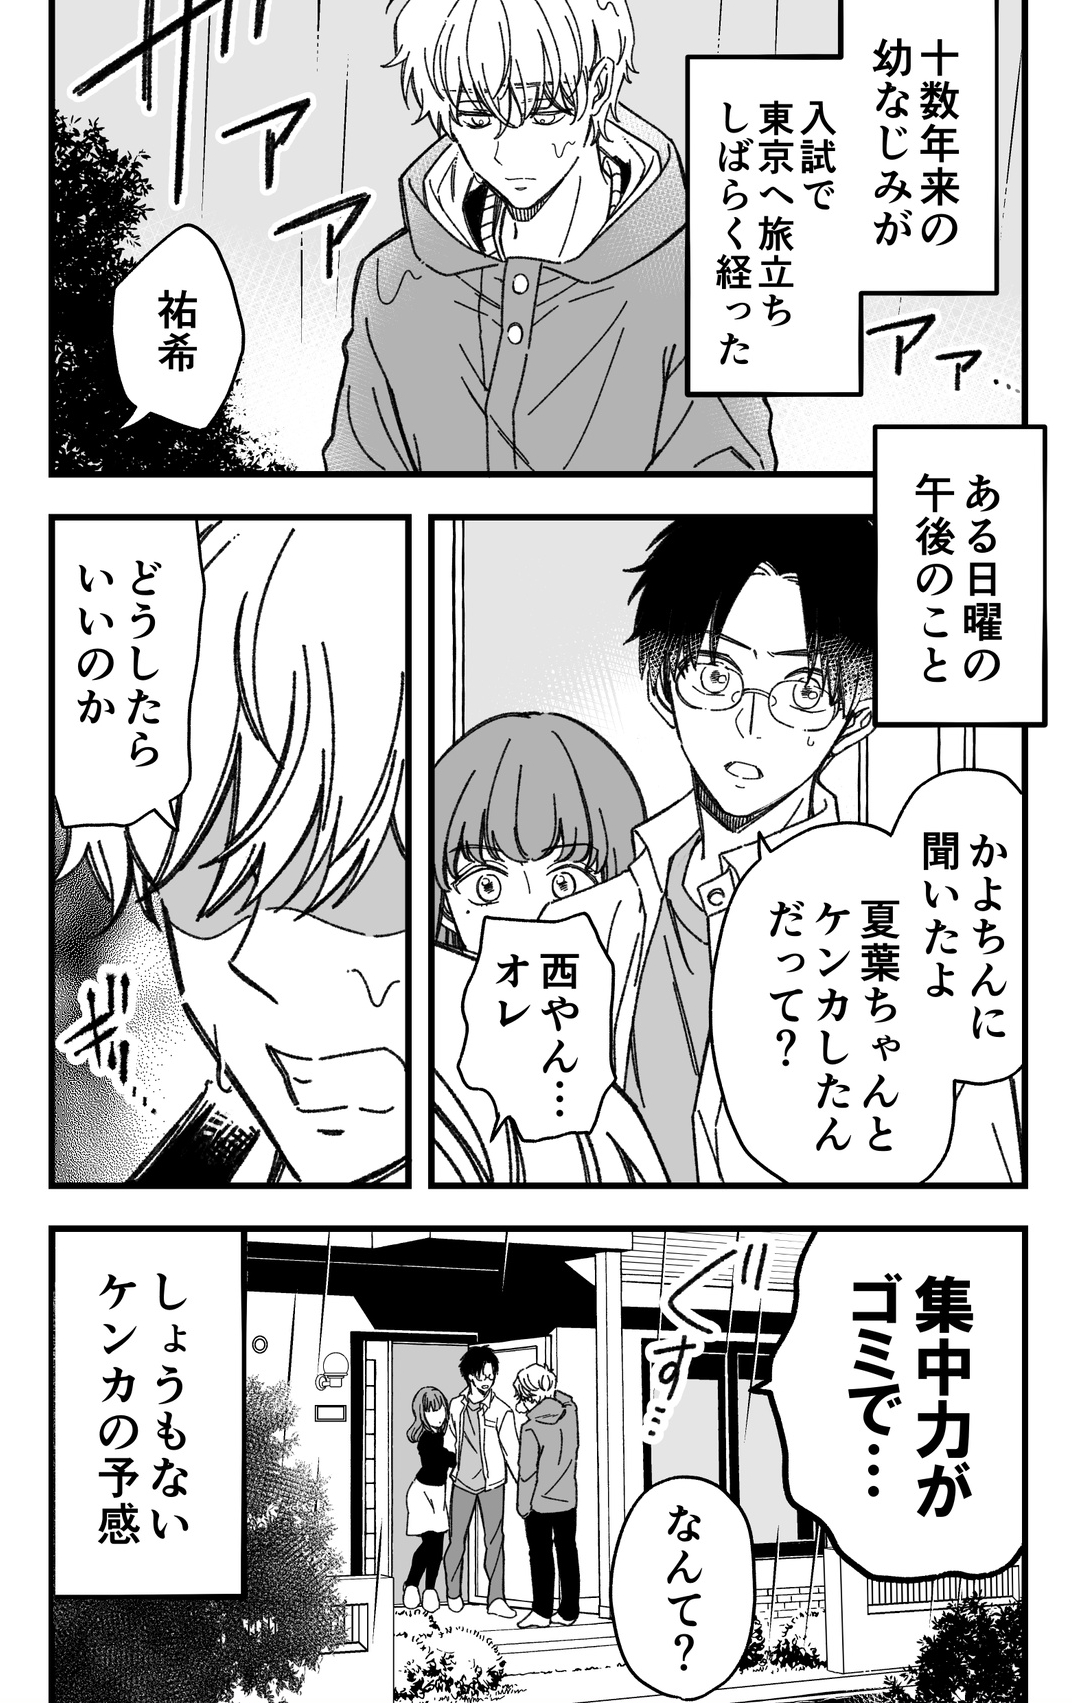 十数年来の
幼なじみが
入試で
東京へ旅立ち
しばらく経った
ザァァ
アァ…
祐希
ある日曜の
午後のこと
かよちんに
聞いたよ
夏葉ちゃんと
ケンカしたん
だって?
西やん…
オレ
どうしたら
いいのか
ギリ…
集中力が
ゴミで…
ぐす…
なんて?
しょうもない
ケンカの予感